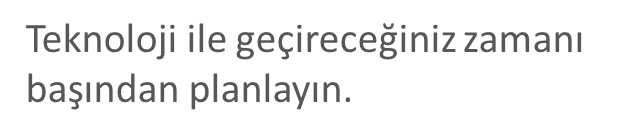 Teknoloji ile geçireceğiniz zamanı
başından planlayın.